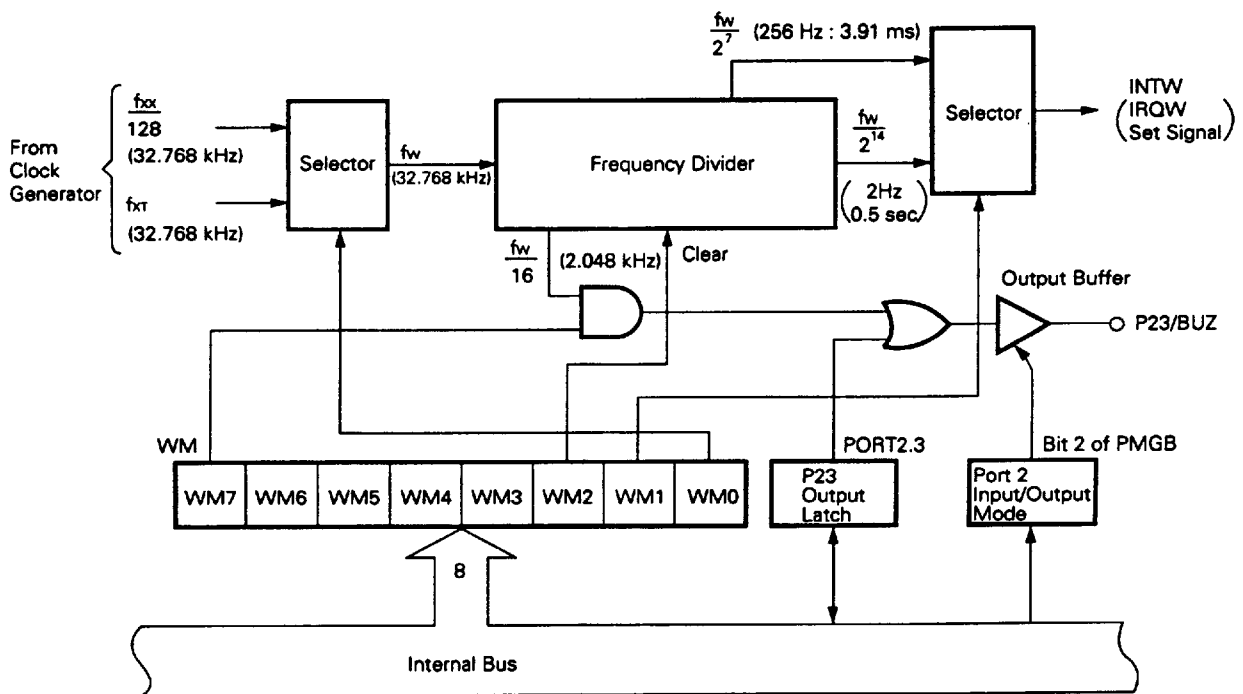 fw
2^7 (256 Hz : 3.91 ms)
fxx
128
(32.768 kHz)
From
Clock
Generator
fxT
(32.768 kHz)
Selector
fw
(32.768 kHz)
Frequency Divider
fw
2^14
(2Hz
0.5 sec.)
Selector
INTW
(IRQW
Set Signal)
fw
16
(2.048 kHz)
Clear
Output Buffer
P23/BUZ
WM
PORT2.3
Bit 2 of PMGB
WM7 WM6 WM5 WM4 WM3 WM2 WM1 WM0
P23
Output
Latch
Port 2
Input/Output
Mode
8
Internal Bus